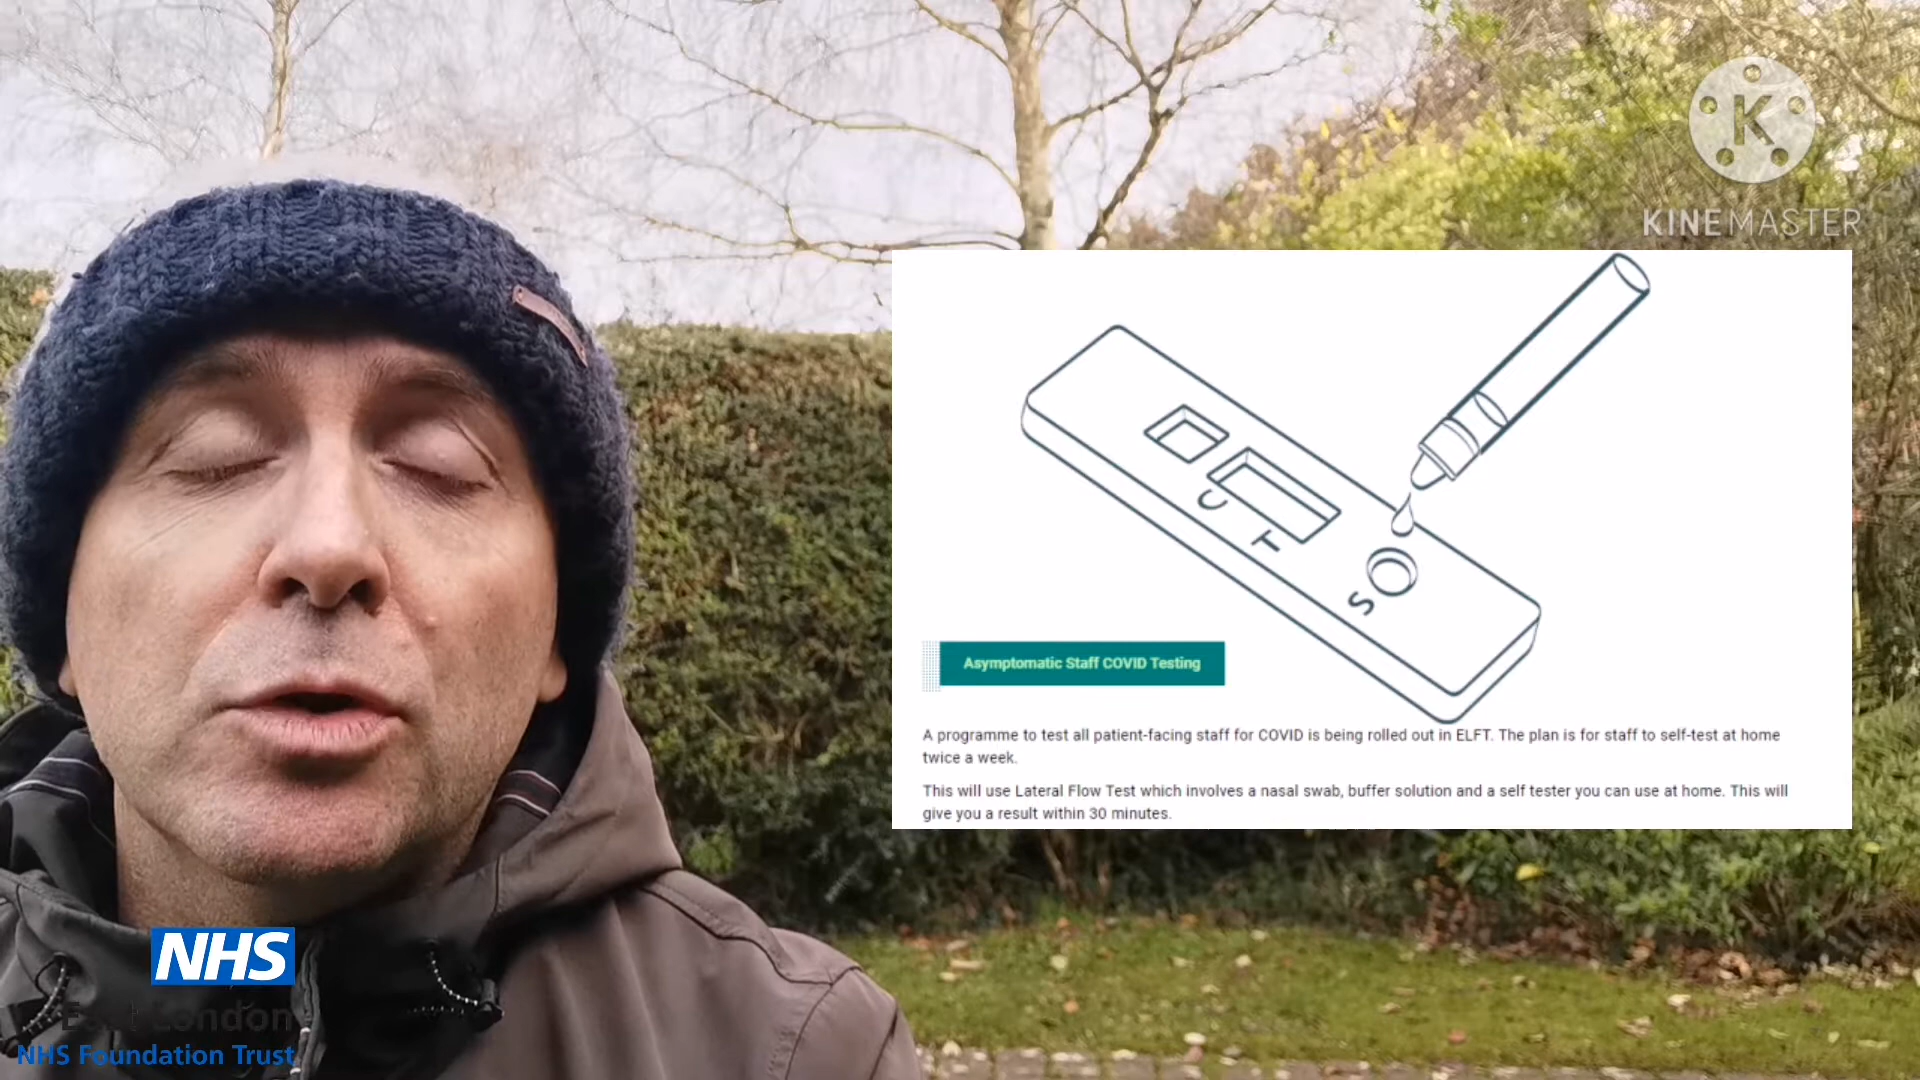 KINEMASTER
K
C
T
S
Asymptomatic Staff COVID Testing
A programme to test all patient-facing staff for COVID is being rolled out in ELFT. The plan is for staff to self-test at home
twice a week.
This will use Lateral Flow Test which involves a nasal swab, buffer solution and a self tester you can use at home. This will
give you a result within 30 minutes.
NHS
East London
NHS Foundation Trust